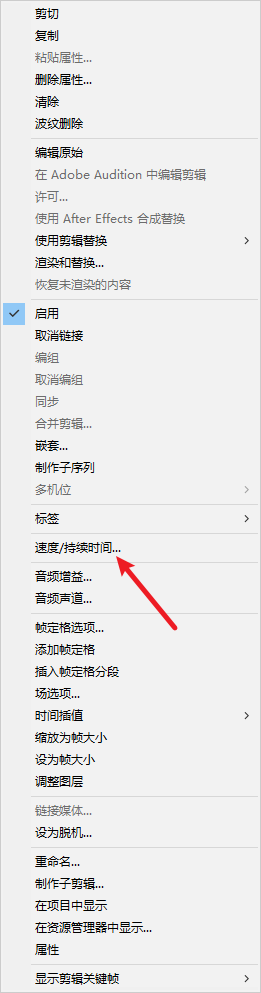 剪切
复制
粘贴属性...
删除属性...
清除
波纹删除
编辑原始
在 Adobe Audition 中编辑剪辑
许可...
使用 After Effects 合成替换
使用剪辑替换
渲染和替换...
恢复未渲染的内容
启用
取消链接
编组
取消编组
同步
合并剪辑...
嵌套...
制作子序列
多机位
标签
速度/持续时间...
音频增益...
音频声道...
帧定格选项...
添加帧定格
插入帧定格分段
场选项...
时间插值
缩放为帧大小
设为帧大小
调整图层
链接媒体...
设为脱机...
重命名...
制作子剪辑...
在项目中显示
在资源管理器中显示...
属性
显示剪辑关键帧